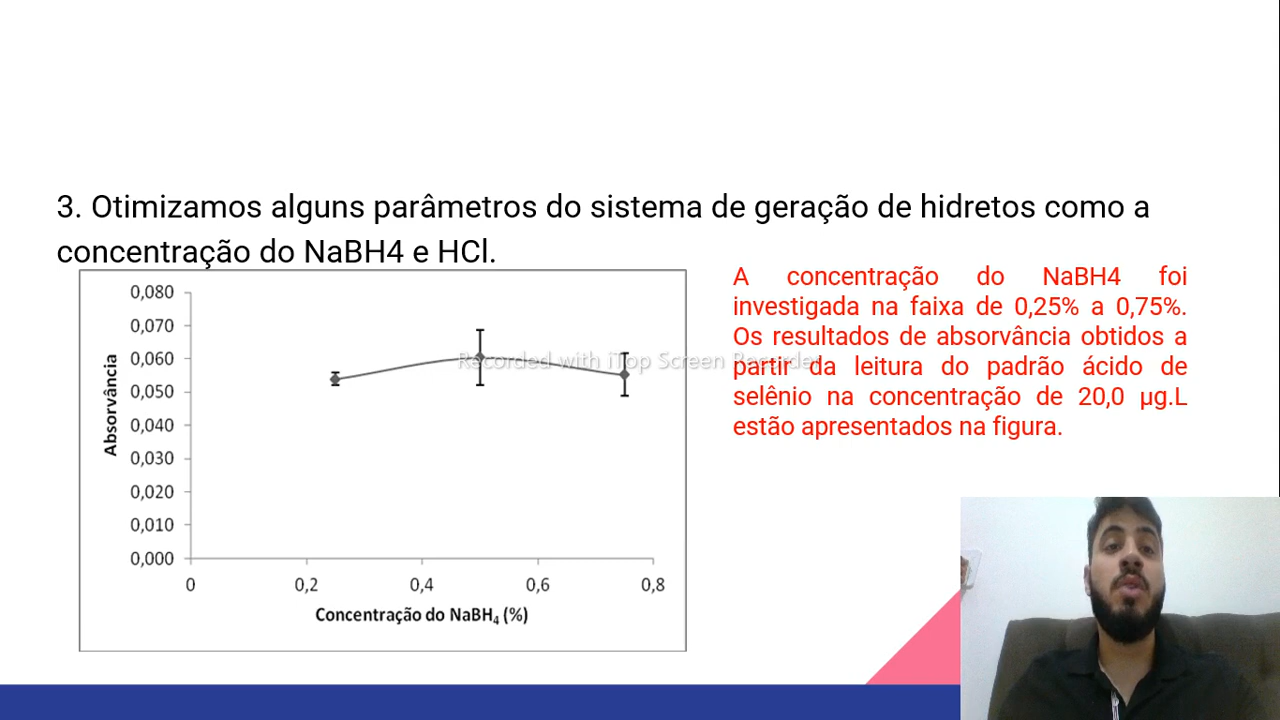 3. Otimizamos alguns parâmetros do sistema de geração de hidretos como a
concentração do NaBH4 e HCl.
0,080
0,070
0,060
0,050
0,040
0,030
0,020
0,010
0,000
Absorvância
0
0,2
0,4
0,6
0,8
Concentração do NaBH₄ (%)
A concentração do NaBH4 foi
investigada na faixa de 0,25% a 0,75%.
Os resultados de absorvância obtidos a
partir da leitura do padrão ácido de
selênio na concentração de 20,0 µg.L
estão apresentados na figura.
Recorded with iTop Screen Recorder